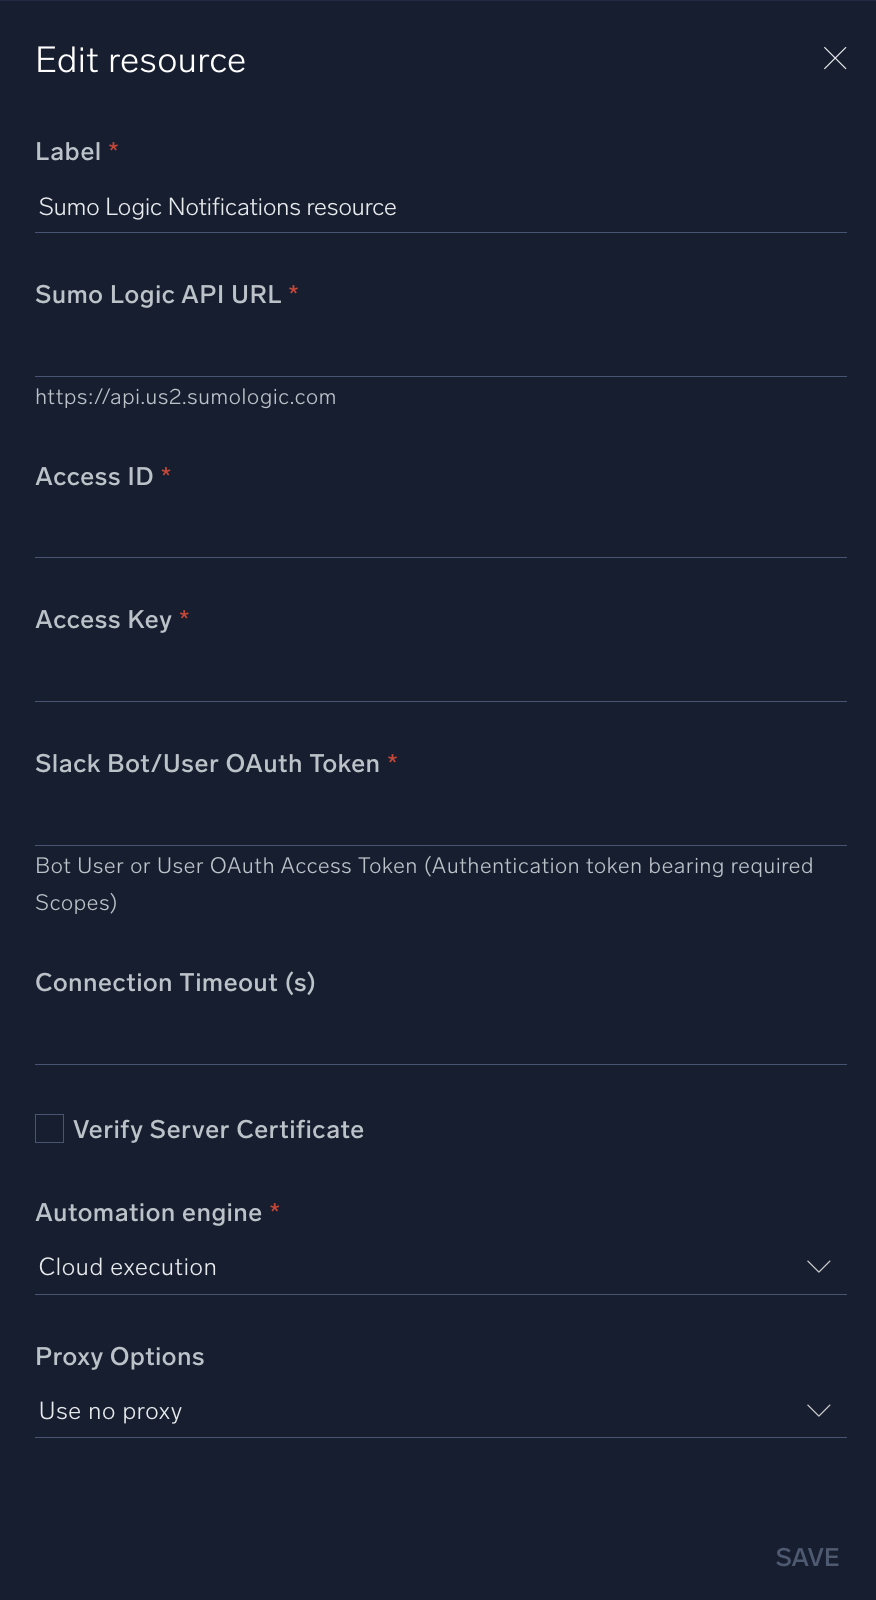 Edit resource
Label *
Sumo Logic Notifications resource
Sumo Logic API URL *
https://api.us2.sumologic.com
Access ID *
Access Key *
Slack Bot/User OAuth Token *
Bot User or User OAuth Access Token (Authentication token bearing required
Scopes)
Connection Timeout (s)
Verify Server Certificate
Automation engine *
Cloud execution
Proxy Options
Use no proxy
SAVE